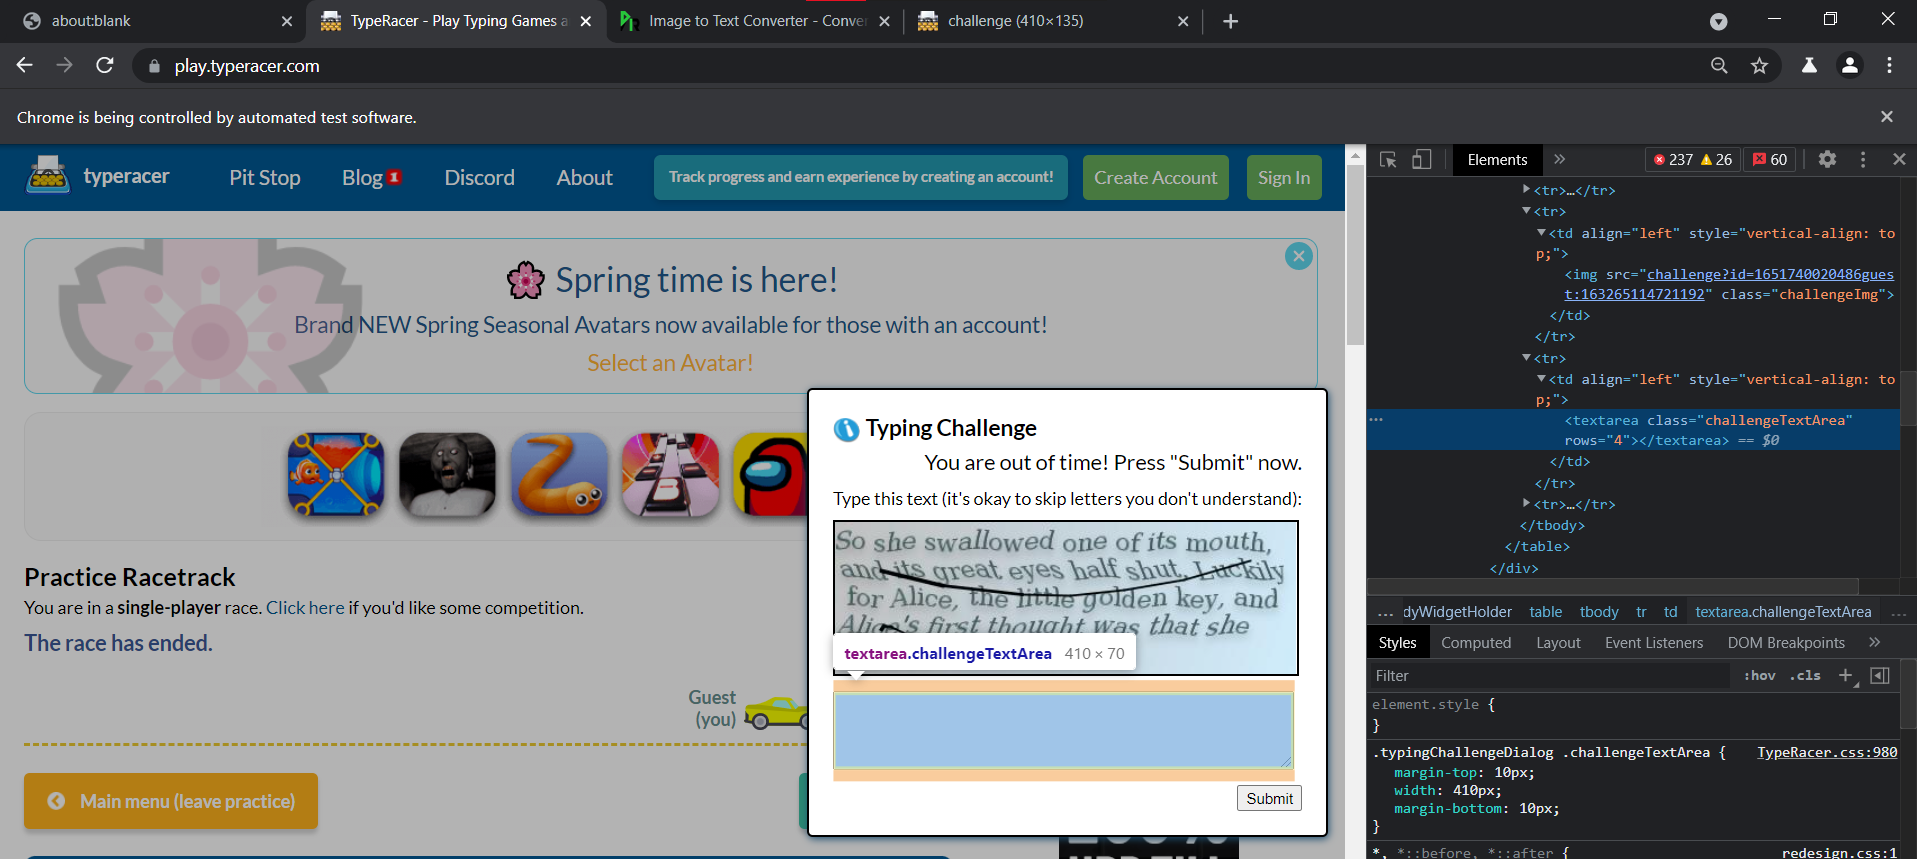 about:blank
TypeRacer - Play Typing Games a
Image to Text Converter - Conver
challenge (410×135)
play.typeracer.com
Chrome is being controlled by automated test software.
typeracer
Pit Stop
Blog 1
Discord
About
Track progress and earn experience by creating an account!
Create Account
Sign In
Spring time is here!
Brand NEW Spring Seasonal Avatars now available for those with an account!
Select an Avatar!
Practice Racetrack
You are in a single-player race. Click here if you'd like some competition.
The race has ended.
Guest
(you)
Main menu (leave practice)
Typing Challenge
You are out of time! Press "Submit" now.
Type this text (it's okay to skip letters you don't understand):
So she swallowed one of its mouth,
and its great eyes half shut. Luckily
for Alice, the little golden key, and
Alice's first thought was that she
textarea.challengeTextArea 410 × 70
Submit
Elements
237 26 60
<tr>…</tr>
<tr>
<td align="left" style="vertical-align: to
p;">
<img src="challenge?id=1651740020486gues
t:163265114721192" class="challengeImg">
</td>
</tr>
<tr>
<td align="left" style="vertical-align: to
p;">
<textarea class="challengeTextArea"
rows="4"></textarea> == $0
</td>
</tr>
<tr>…</tr>
</tbody>
</table>
</div>
… dyWidgetHolder table tbody tr td textarea.challengeTextArea …
Styles Computed Layout Event Listeners DOM Breakpoints
Filter :hov .cls
element.style {
}
.typingChallengeDialog .challengeTextArea { TypeRacer.css:980
margin-top: 10px;
width: 410px;
margin-bottom: 10px;
}
*, *::before, *::after { redesign.css:1